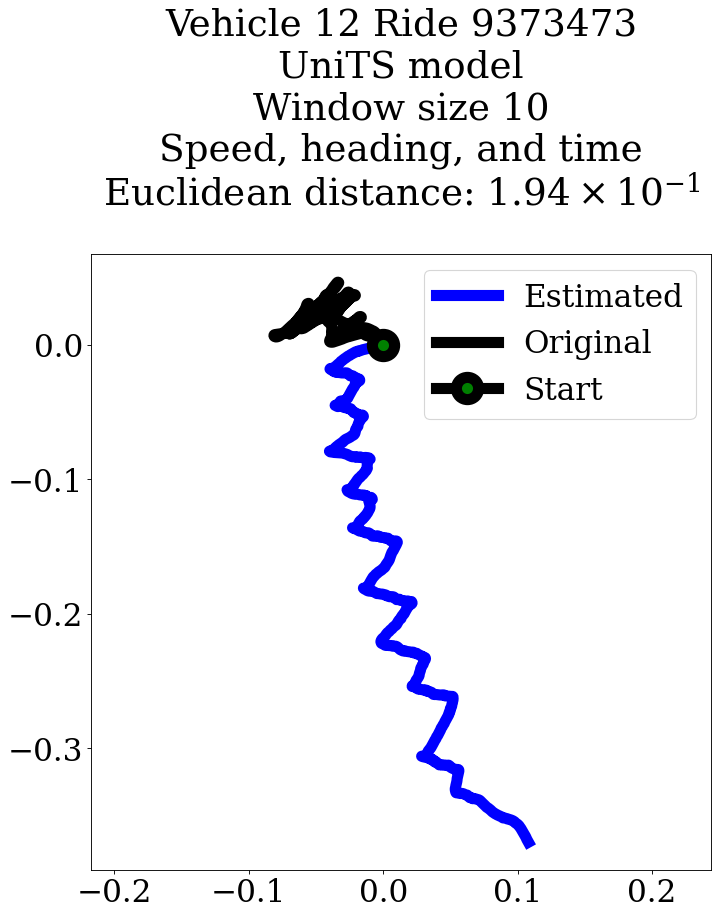 Vehicle 12 Ride 9373473
UniTS model
Window size 10
Speed, heading, and time
Euclidean distance: 1.94 × 10⁻¹
Estimated
Original
Start
0.0
−0.1
−0.2
−0.3
−0.2 −0.1 0.0 0.1 0.2